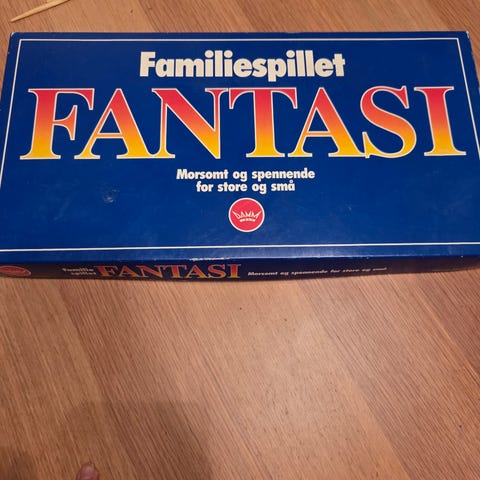 Familiespillet
FANTASI
Morsomt og spennende
for store og små
DAMM
Familie
spillet
FANTASI
Morsomt og spennende for store og små